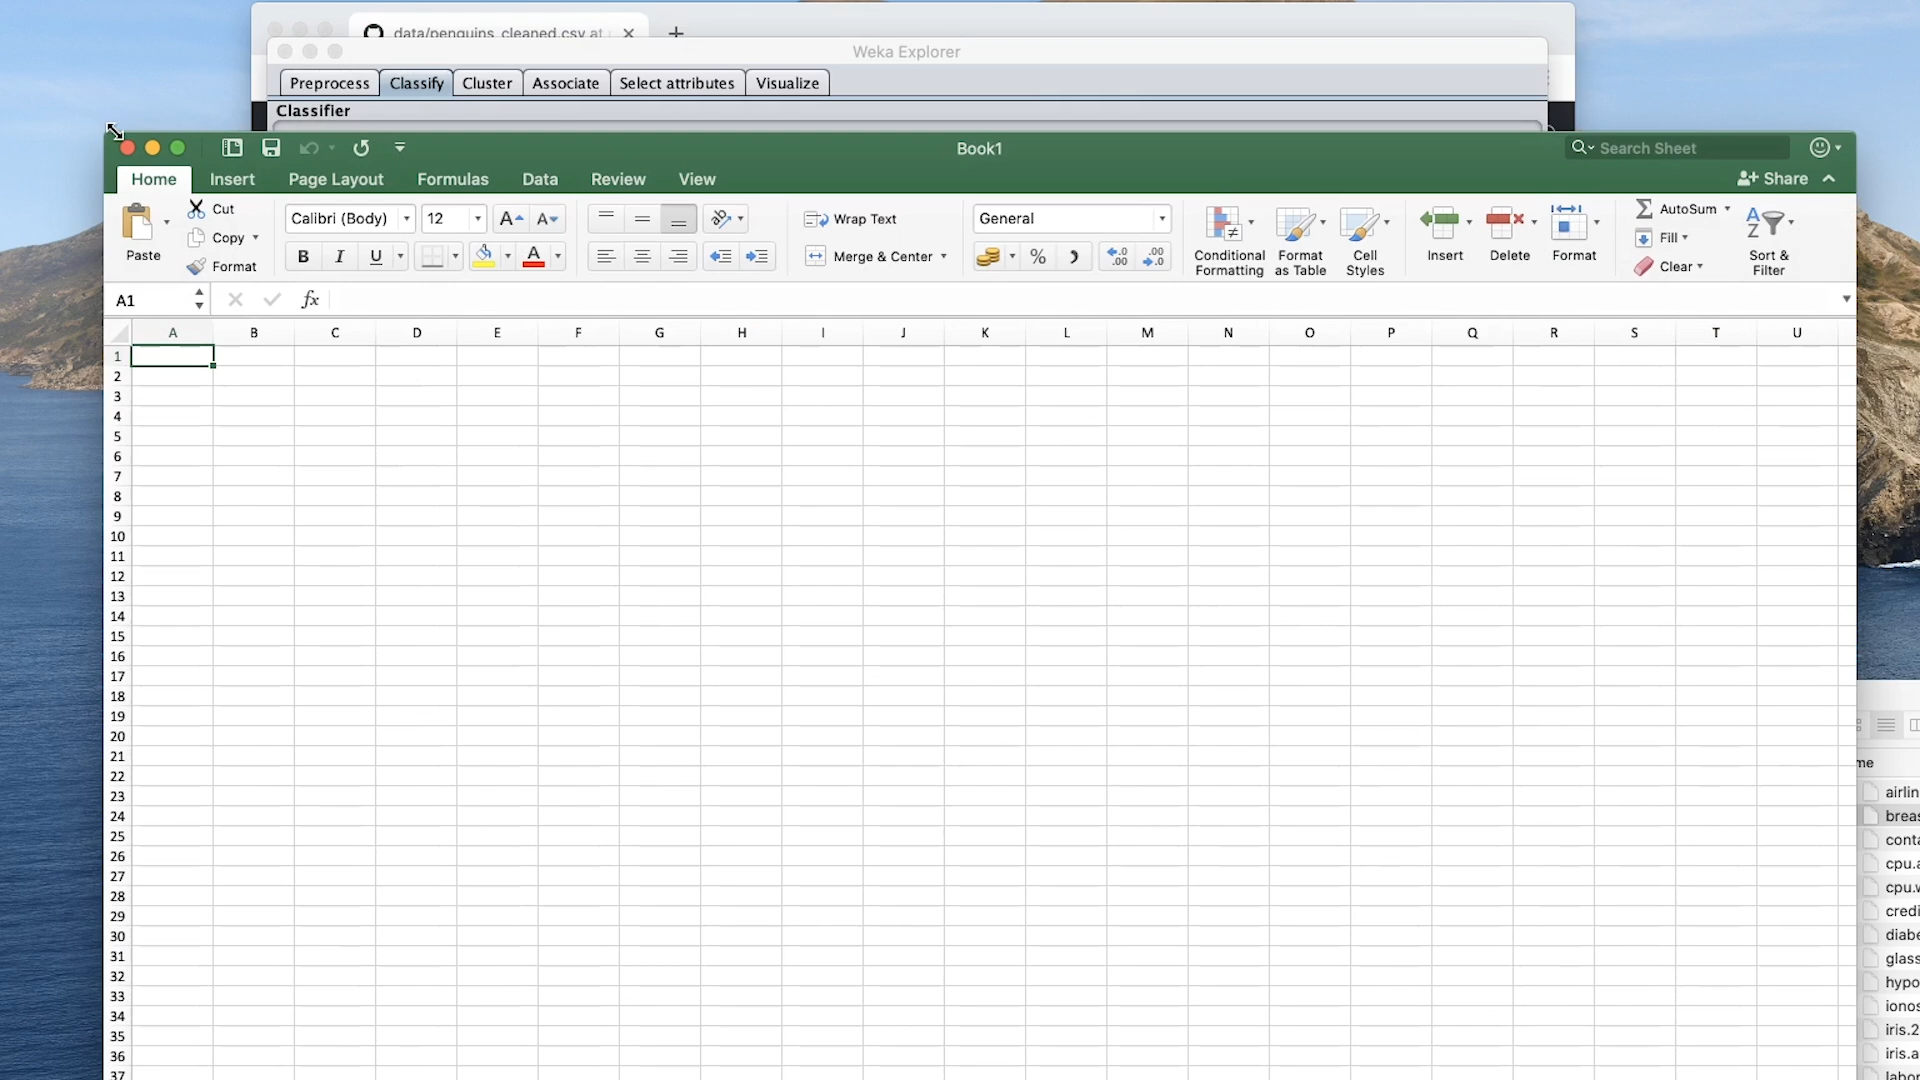 data/penguins_cleaned.csv at
Weka Explorer
Preprocess Classify Cluster Associate Select attributes Visualize
Classifier
Book1
Search Sheet
Home Insert Page Layout Formulas Data Review View
Share
Paste
Cut
Copy
Format
Calibri (Body) 12
A A
B I U A
Wrap Text
Merge & Center
General
%
Conditional Formatting
Format as Table
Cell Styles
Insert
Delete
Format
AutoSum
Fill
Clear
Sort & Filter
A1
fx
A B C D E F G H I J K L M N O P Q R S T U
1
2
3
4
5
6
7
8
9
10
11
12
13
14
15
16
17
18
19
20
21
22
23
24
25
26
27
28
29
30
31
32
33
34
35
36
37
me
airlin
breas
conta
cpu.a
cpu.w
credi
diabe
glass
hypo
ionos
iris.2
iris.a
labor